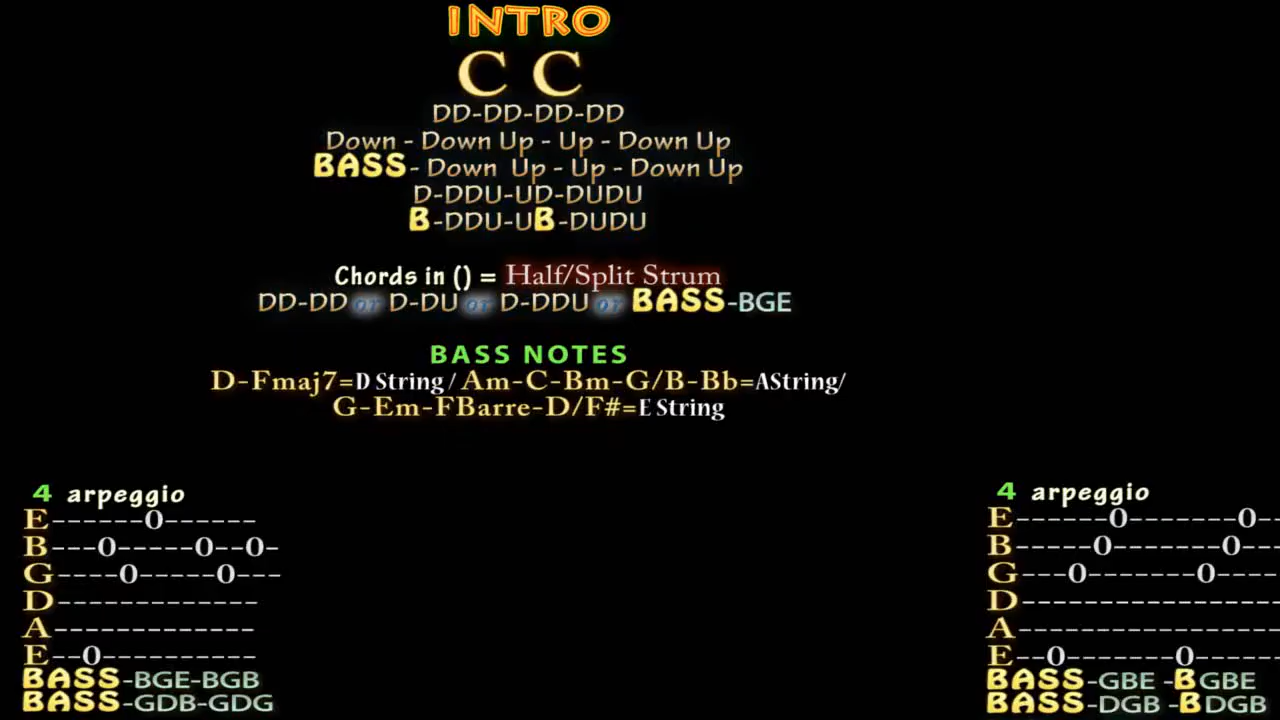 INTRO
C C
DD-DD-DD-DD
Down - Down Up - Up - Down Up
BASS - Down Up - Up - Down Up
D-DDU-UD-DUDU
B-DDU-UB-DUDU
Chords in () = Half/Split Strum
DD-DD or D-DU or D-DDU or BASS-BGE
BASS NOTES
D-Fmaj7=D String / Am-C-Bm-G/B-Bb=AString/
G-Em-FBarre-D/F#=E String
4 arpeggio
E------0------
B---0-----0--0-
G----0-----0---
D-------------
A-------------
E--0----------
BASS-BGE-BGB
BASS-GDB-GDG
4 arpeggio
E------0-------0--
B-----0-------0---
G---0-------0----
D----------------
A----------------
E--0-------0-----
BASS-GBE -BGBE
BASS-DGB -BDGB